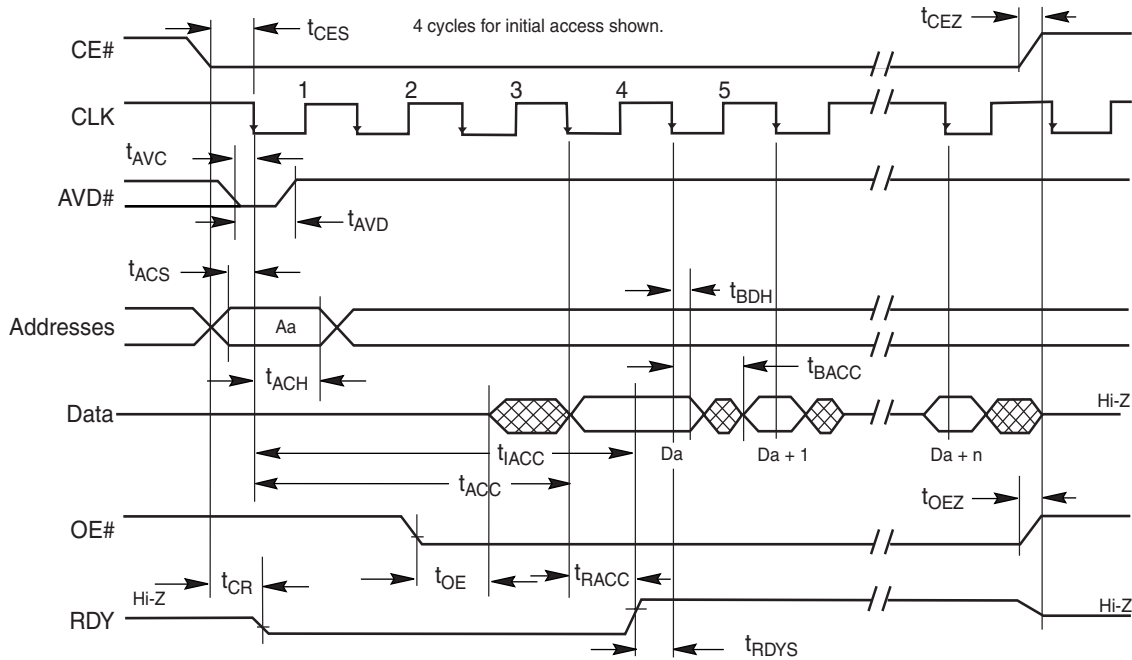 4 cycles for initial access shown.
tCES
tCEZ
CE#
1 2 3 4 5
CLK
tAVC
AVD#
tAVD
tACS
tBDH
Addresses
Aa
tACH
tBACC
Data
Hi-Z
tIACC
Da
Da + 1
Da + n
tACC
tOEZ
OE#
tCR
tOE
tRACC
Hi-Z
Hi-Z
RDY
tRDYS